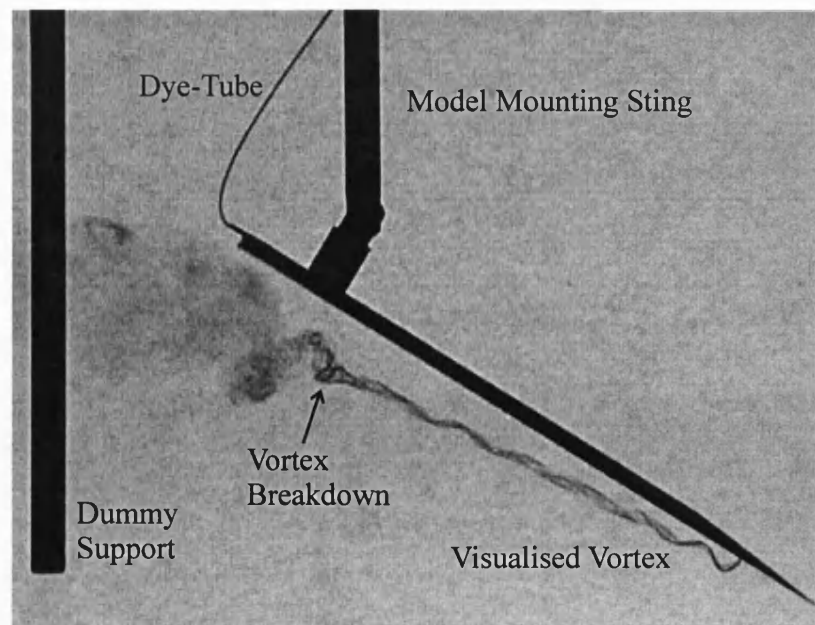 Dye-Tube
Model Mounting Sting
Vortex
Breakdown
Dummy
Support
Visualised Vortex